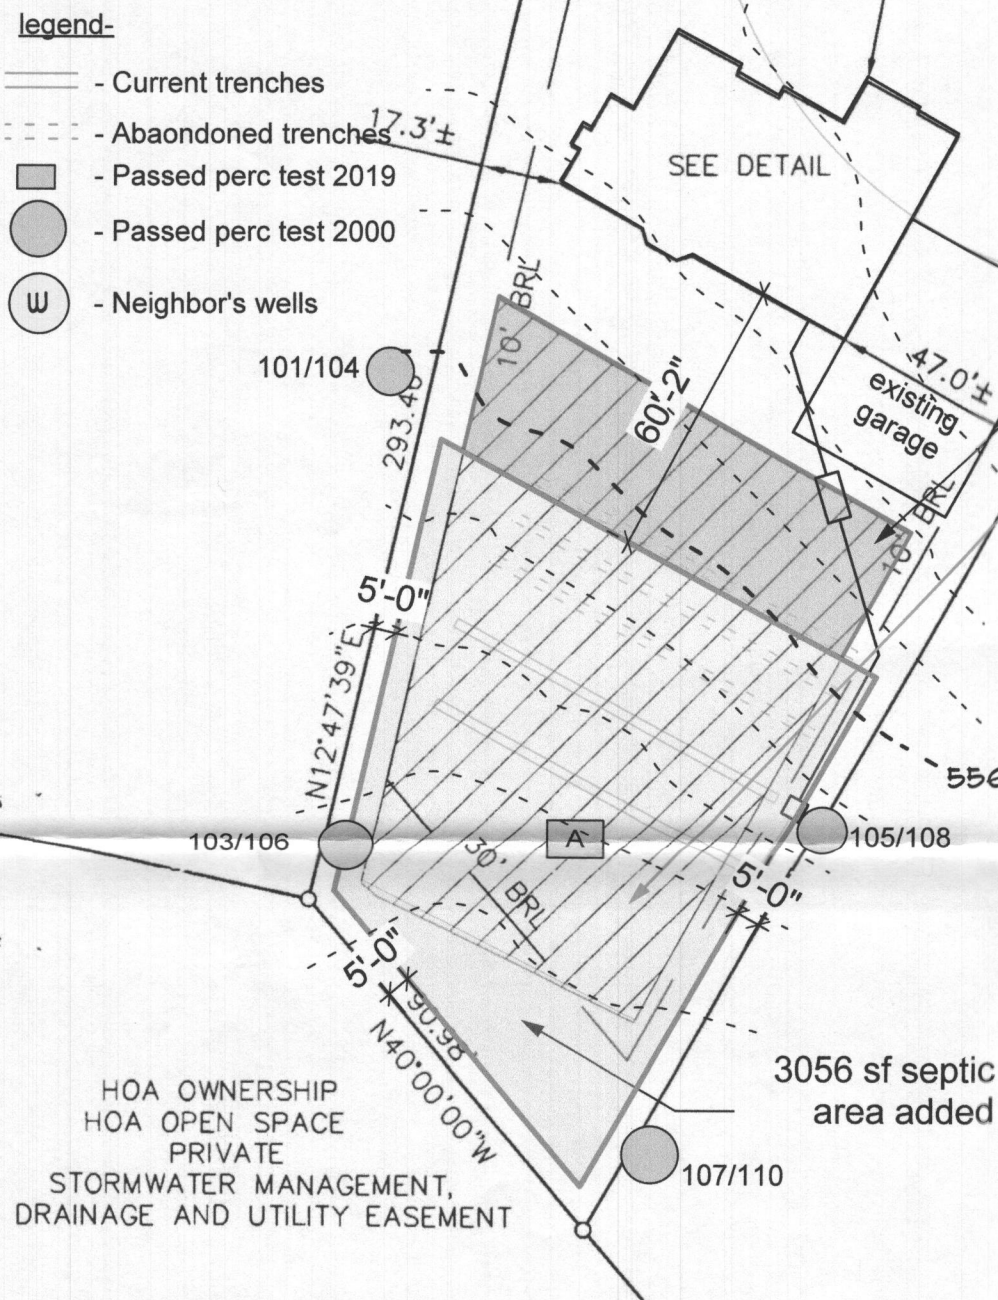 legend-
- Current trenches
- Abaondoned trenches
- Passed perc test 2019
- Passed perc test 2000
W
- Neighbor's wells
17.3'±
SEE DETAIL
10' BRL
101/104
293.40
60'-2"
47.0'±
existing
garage
10' BRL
5'-0"
N12°47'39"E
556
103/106
A
105/108
30' BRL
5'-0"
5'-0"
90.98'
N40°00'00"W
3056 sf septic
area added
HOA OWNERSHIP
HOA OPEN SPACE
PRIVATE
STORMWATER MANAGEMENT,
DRAINAGE AND UTILITY EASEMENT
107/110